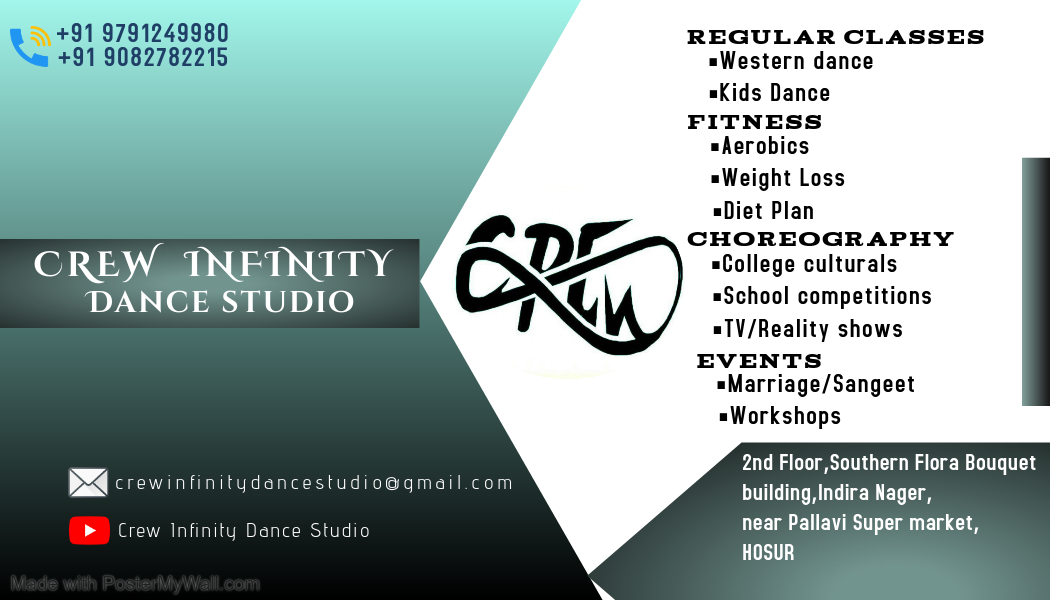 +91 9791249980
+91 9082782215
CREW INFINITY
DANCE STUDIO
CREW
crewinfinitydancestudio@gmail.com
Crew Infinity Dance Studio
Made with PosterMyWall.com
REGULAR CLASSES
▪Western dance
▪Kids Dance
FITNESS
▪Aerobics
▪Weight Loss
▪Diet Plan
CHOREOGRAPHY
▪College culturals
▪School competitions
▪TV/Reality shows
EVENTS
▪Marriage/Sangeet
▪Workshops
2nd Floor,Southern Flora Bouquet
building,Indira Nager,
near Pallavi Super market,
HOSUR